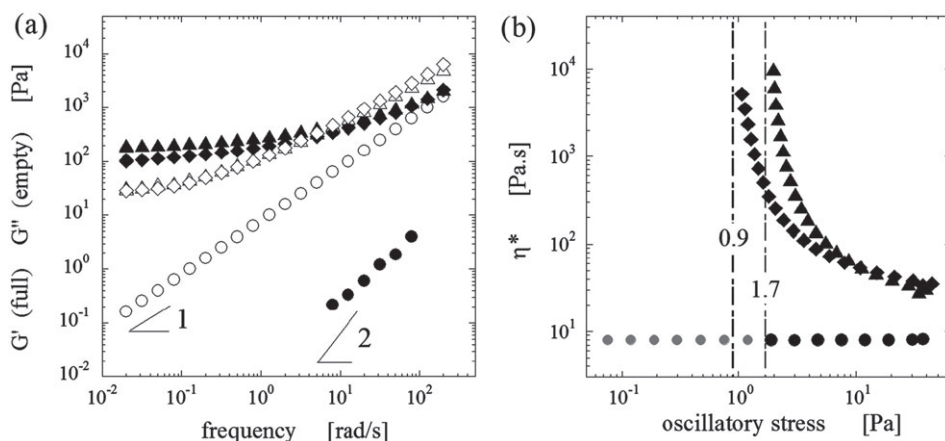 (a)
G' (full) G'' (empty) [Pa]
10^4
10^3
10^2
10^1
10^0
10^-1
10^-2
1
2
10^-2 10^-1 10^0 10^1 10^2
frequency [rad/s]
(b)
η* [Pa.s]
10^4
10^3
10^2
10^1
0.9
1.7
10^-1 10^0 10^1
oscillatory stress [Pa]